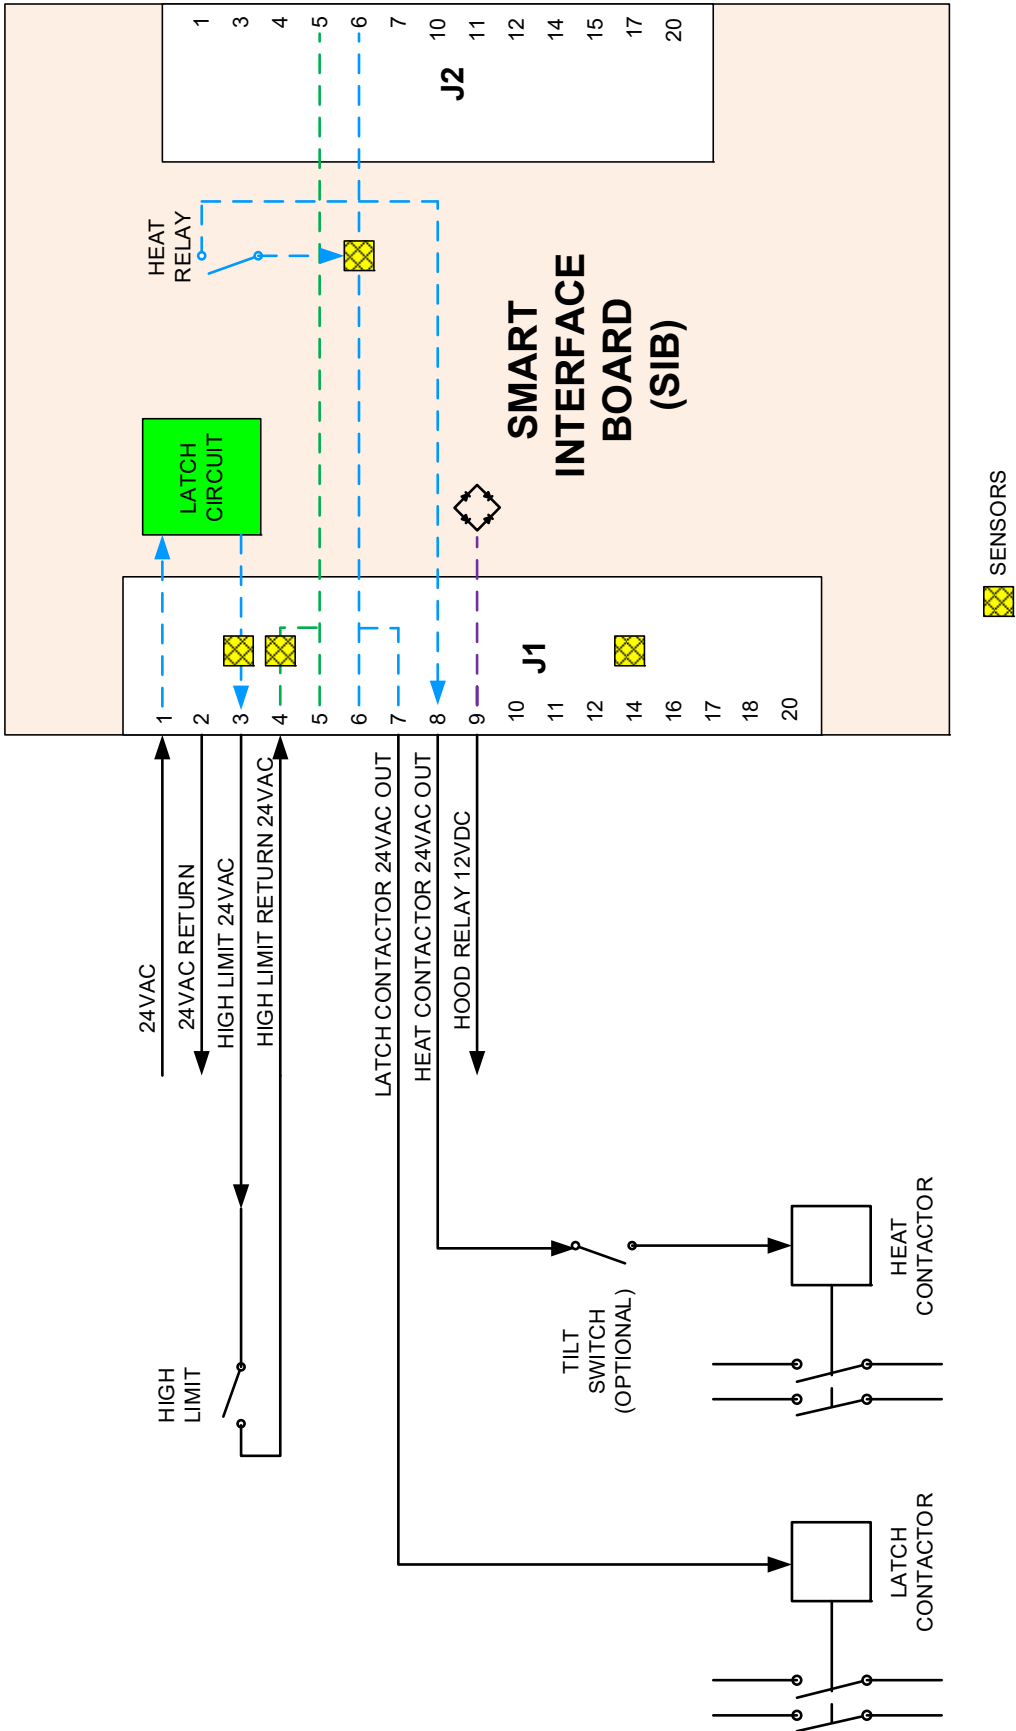 1
3
4
5
6
7
10
11
12
14
15
17
20
J2
HEAT
RELAY
LATCH
CIRCUIT
SMART
INTERFACE
BOARD
(SIB)
J1
1
2
3
4
5
6
7
8
9
10
11
12
14
16
17
18
20
24VAC
24VAC RETURN
HIGH LIMIT 24VAC
HIGH LIMIT RETURN 24VAC
LATCH CONTACTOR 24VAC OUT
HEAT CONTACTOR 24VAC OUT
HOOD RELAY 12VDC
HIGH
LIMIT
TILT
SWITCH
(OPTIONAL)
HEAT
CONTACTOR
LATCH
CONTACTOR
SENSORS